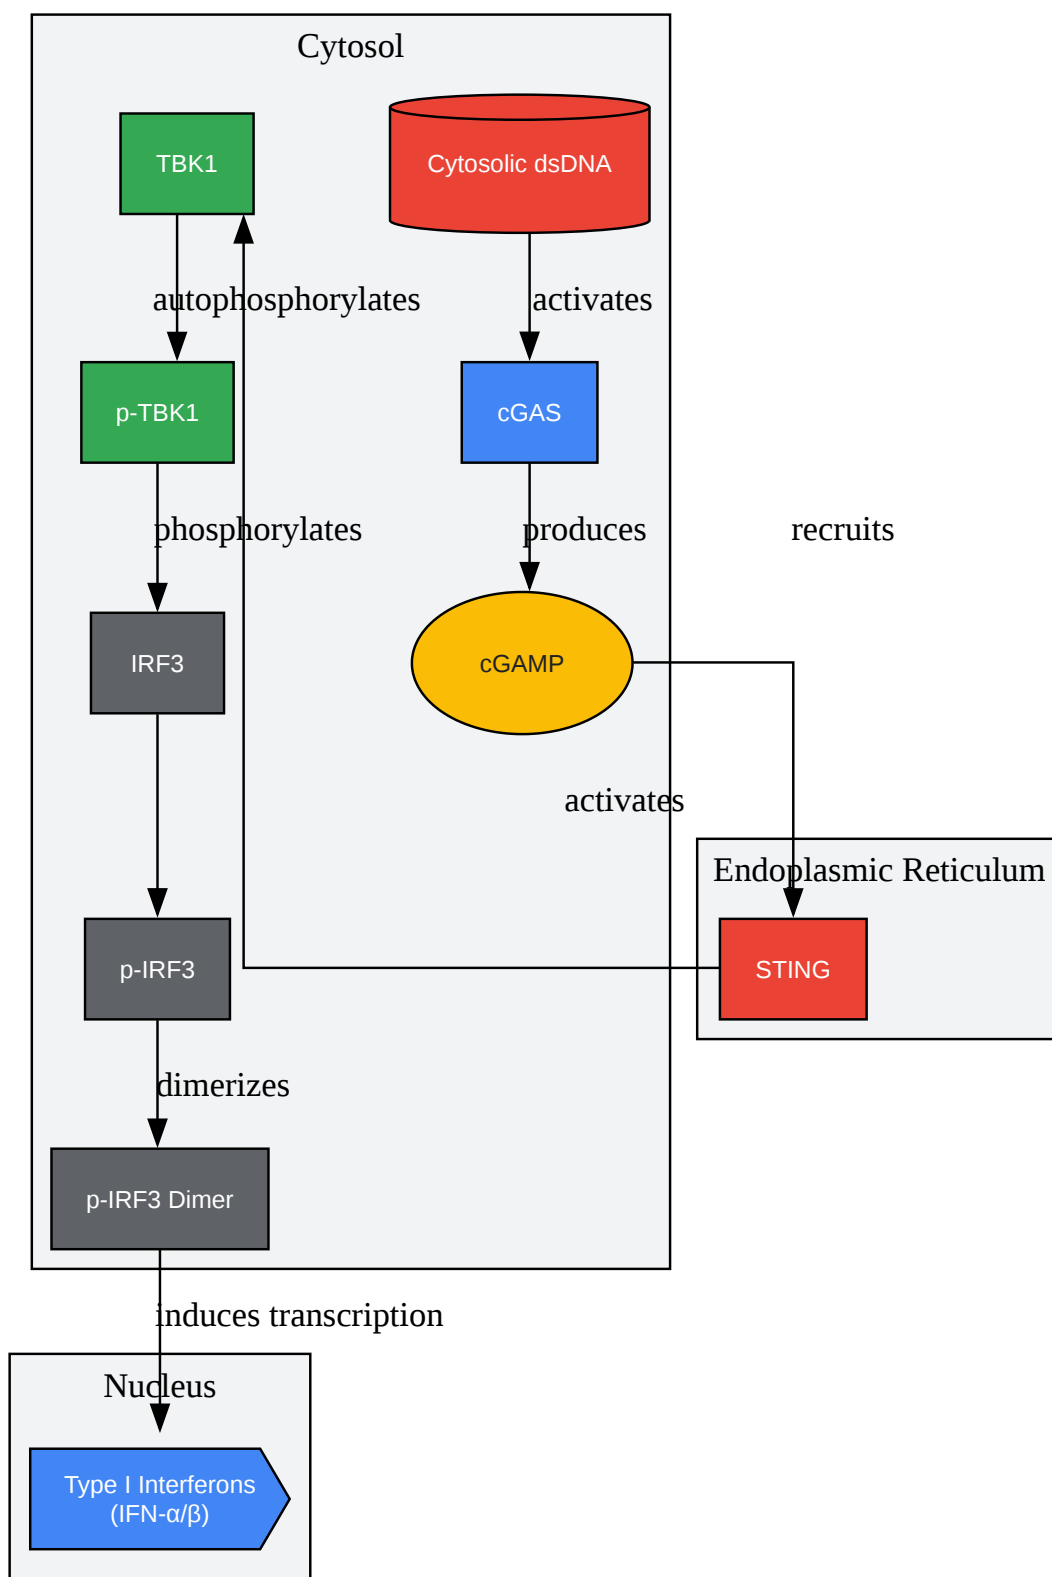 Cytosol
TBK1
Cytosolic dsDNA
autophosphorylates
activates
p-TBK1
cGAS
phosphorylates
produces
recruits
IRF3
cGAMP
activates
Endoplasmic Reticulum
p-IRF3
STING
dimerizes
p-IRF3 Dimer
induces transcription
Nucleus
Type I Interferons
(IFN-α/β)